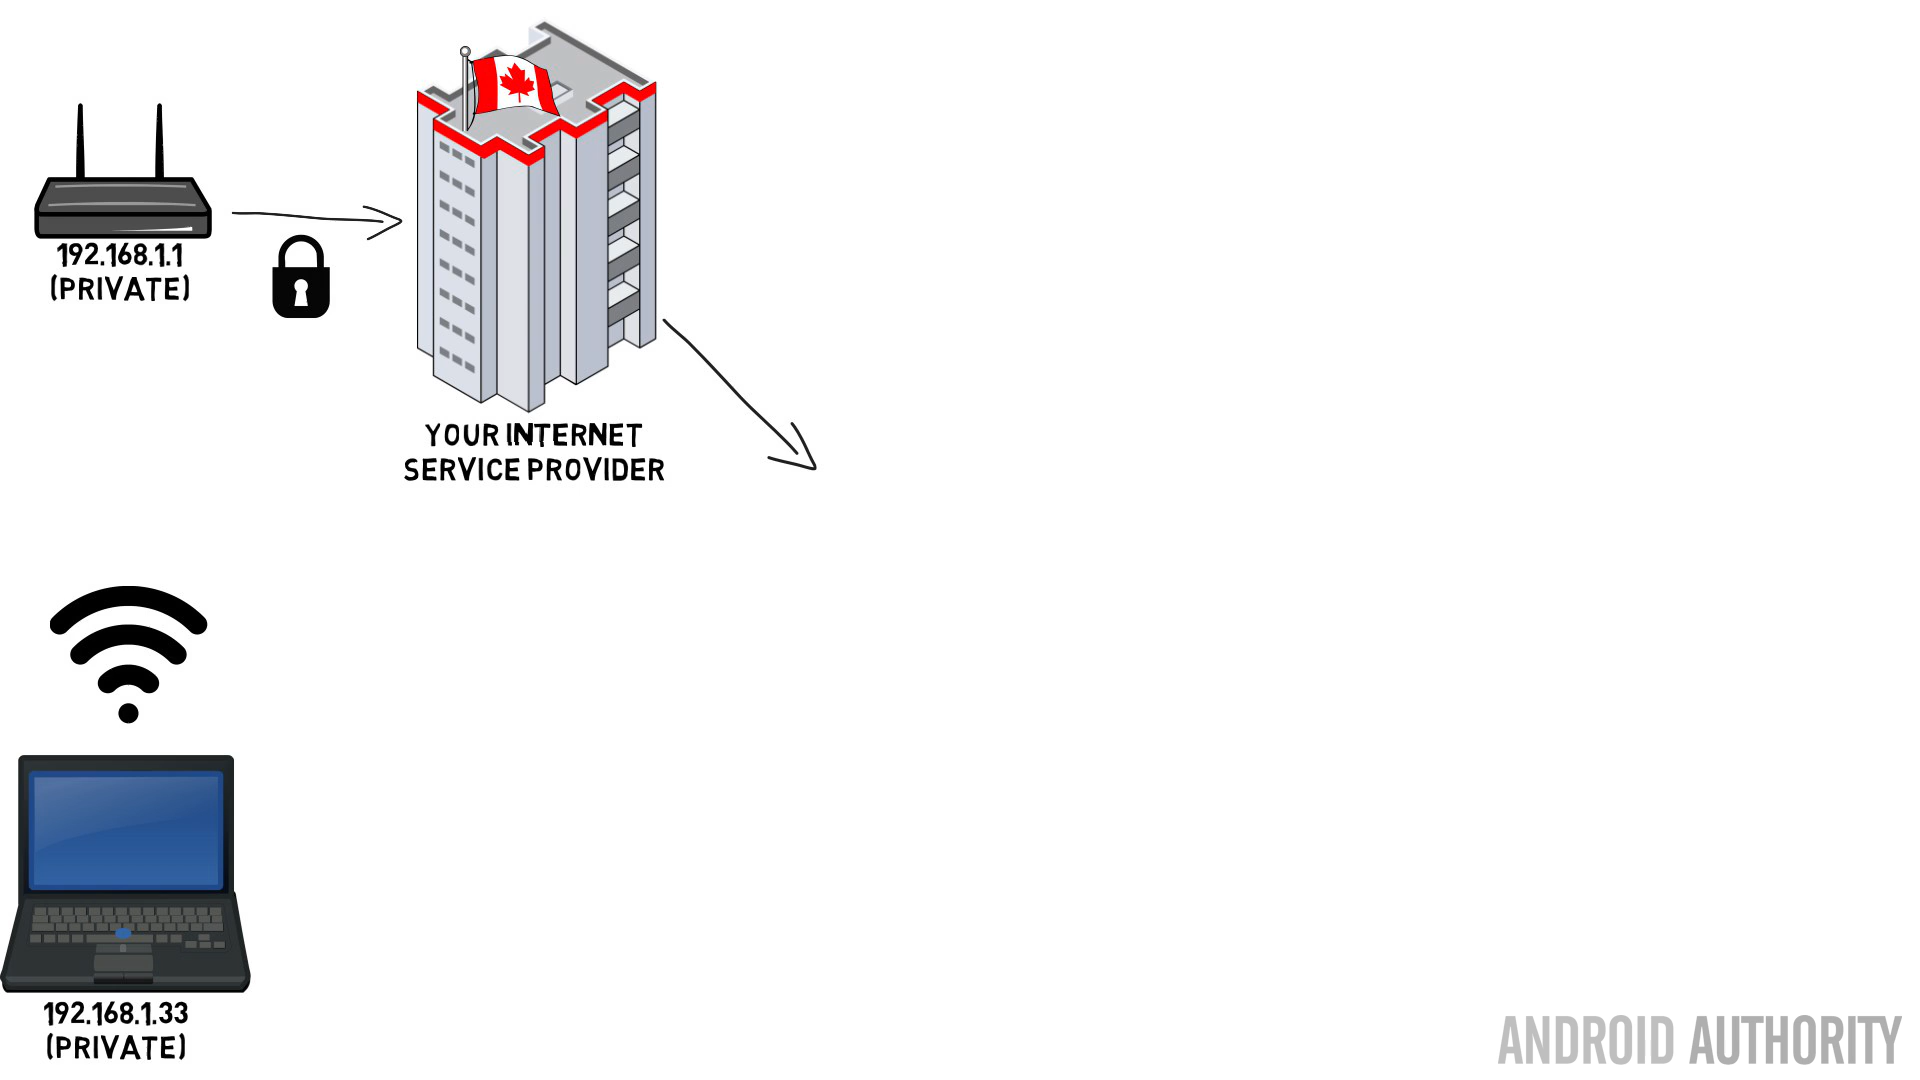 192.168.1.1
(PRIVATE)
YOUR INTERNET
SERVICE PROVIDER
192.168.1.33
(PRIVATE)
ANDROID AUTHORITY